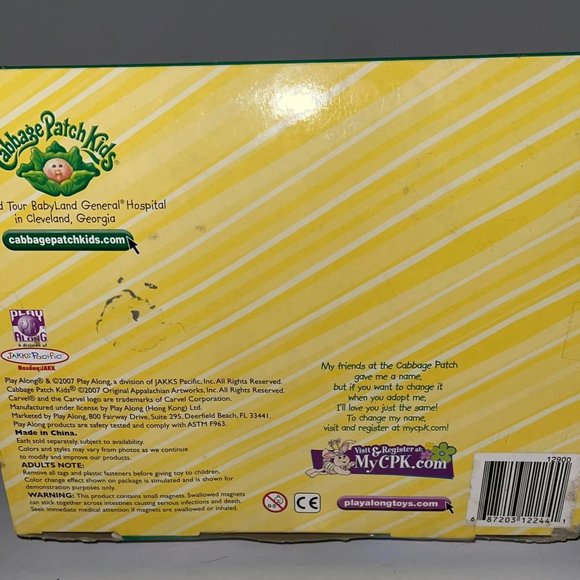 Cabbage Patch Kids®
Tour BabyLand General® Hospital
in Cleveland, Georgia
cabbagepatchkids.com
PLAY
ALONG
a division of
JAKKS Pacific
Nasdaq:JAKK
Play Along® & ©2007 Play Along, a division of JAKKS Pacific, Inc. All Rights Reserved.
Cabbage Patch Kids® ©2007 Original Appalachian Artworks, Inc. All Rights Reserved.
Carvel® and the Carvel logo are trademarks of Carvel Corporation.
Manufactured under license by Play Along (Hong Kong) Ltd.
Marketed by Play Along, 800 Fairway Drive, Suite 295, Deerfield Beach, FL 33441.
Play Along products are safety tested and comply with ASTM F963.
Made in China.
Each sold separately, subject to availability.
Colors and styles may vary from photos as we continue
to modify and improve our products.
ADULTS NOTE:
Remove all tags and plastic fasteners before giving toy to children.
Color change effect shown on package is simulated and is shown for
demonstration purposes only.
WARNING: This product contains small magnets. Swallowed magnets
can stick together across intestines causing serious infections and death.
Seek immediate medical attention if magnets are swallowed or inhaled.
0-3
CE
My friends at the Cabbage Patch
gave me a name,
but if you want to change it
when you adopt me,
I'll love you just the same!
To change my name,
visit and register at mycpk.com!
Visit & Register at
MyCPK.com
playalongtoys.com
12900
6 87203 12244 1